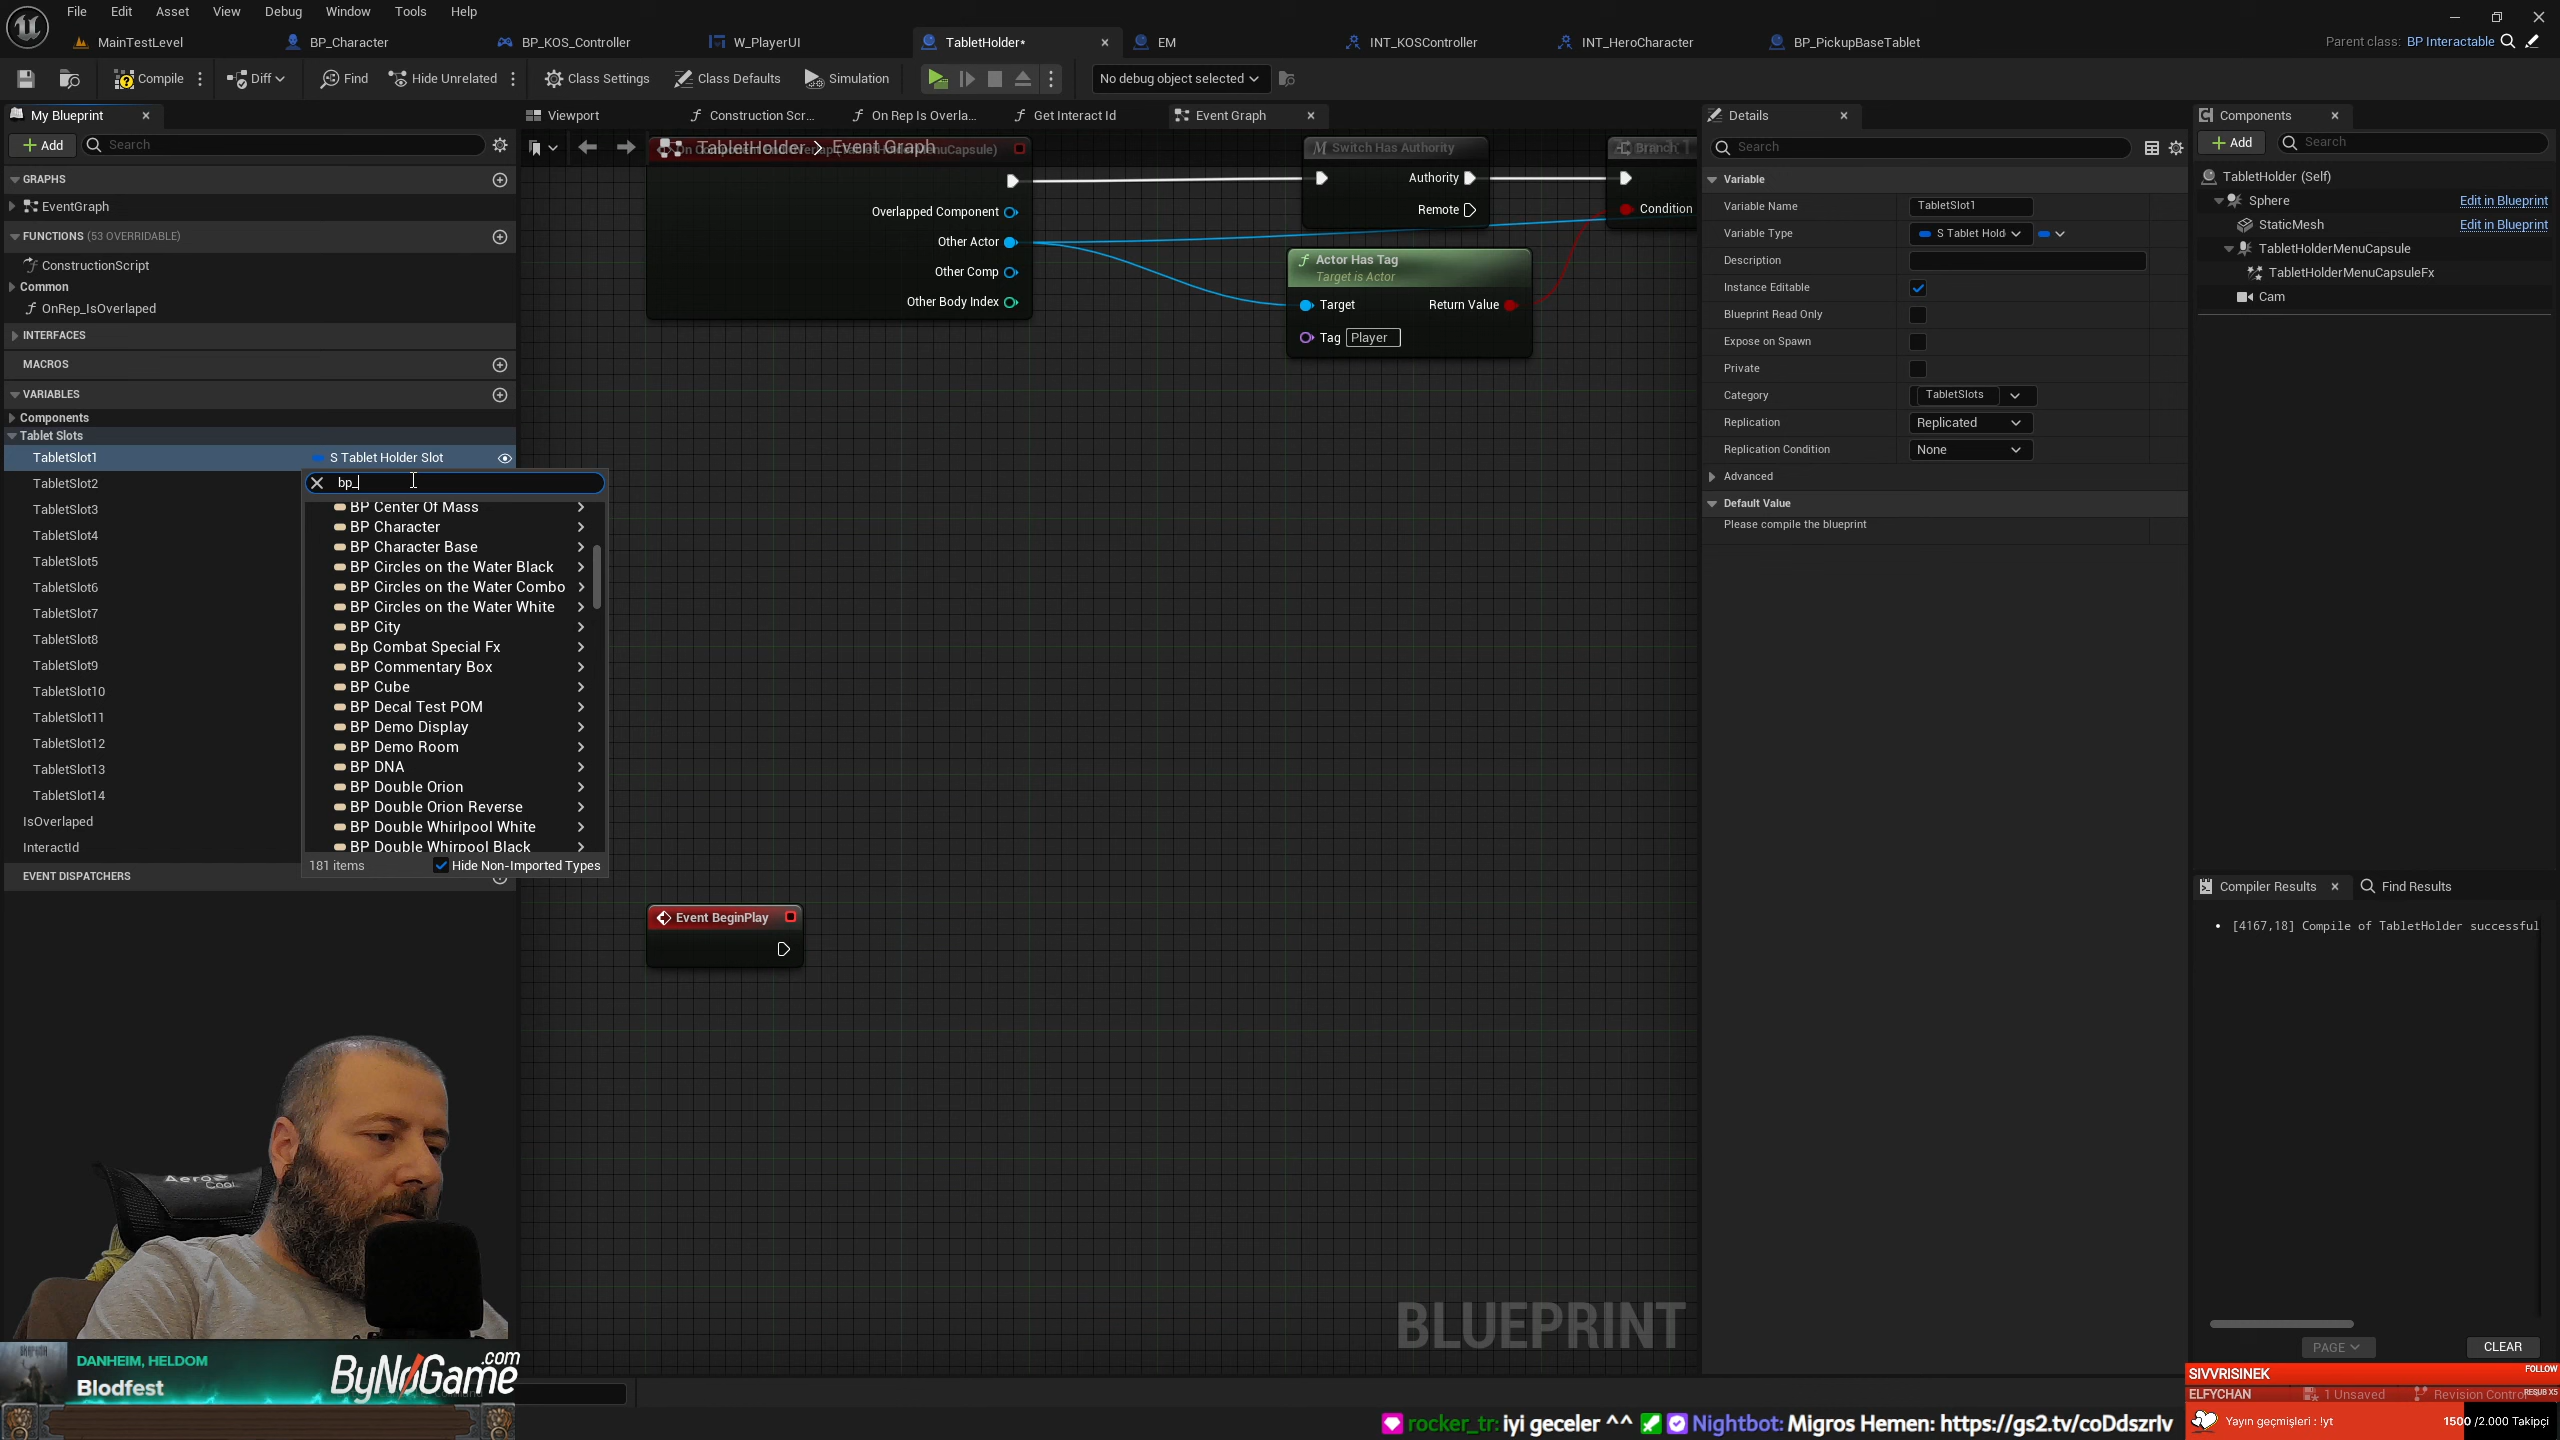 File Edit Asset View Debug Window Tools Help
MainTestLevel BP_Character BP_KOS_Controller W_PlayerUI TabletHolder* EM INT_KOSController INT_HeroCharacter BP_PickupBaseTablet Parent class: BP Interactable
Compile Diff Find Hide Unrelated Class Settings Class Defaults Simulation No debug object selected
My Blueprint
Add Search
GRAPHS
EventGraph
FUNCTIONS (53 OVERRIDABLE)
ConstructionScript
Common
OnRep_IsOverlaped
INTERFACES
MACROS
VARIABLES
Components
Tablet Slots
TabletSlot1 S Tablet Holder Slot
TabletSlot2
TabletSlot3
TabletSlot4
TabletSlot5
TabletSlot6
TabletSlot7
TabletSlot8
TabletSlot9
TabletSlot10
TabletSlot11
TabletSlot12
TabletSlot13
TabletSlot14
IsOverlaped
InteractId
EVENT DISPATCHERS
bp_
BP Center Of Mass
BP Character
BP Character Base
BP Circles on the Water Black
BP Circles on the Water Combo
BP Circles on the Water White
BP City
Bp Combat Special Fx
BP Commentary Box
BP Cube
BP Decal Test POM
BP Demo Display
BP Demo Room
BP DNA
BP Double Orion
BP Double Orion Reverse
BP Double Whirlpool White
BP Double Whirpool Black
181 items Hide Non-Imported Types
Viewport Construction Scr... On Rep Is Overla... Get Interact Id Event Graph
TabletHolder > Event Graph
Overlapped Component
Other Actor
Other Comp
Other Body Index
Switch Has Authority
Authority
Remote
Branch
Condition
Actor Has Tag
Target is Actor
Target Return Value
Tag Player
Event BeginPlay
BLUEPRINT
Details
Search
Variable
Variable Name TabletSlot1
Variable Type S Tablet Hold
Description
Instance Editable
Blueprint Read Only
Expose on Spawn
Private
Category TabletSlots
Replication Replicated
Replication Condition None
Advanced
Default Value
Please compile the blueprint
Components
Add Search
TabletHolder (Self)
Sphere Edit in Blueprint
StaticMesh Edit in Blueprint
TabletHolderMenuCapsule
TabletHolderMenuCapsuleFx
Cam
Compiler Results Find Results
[4167,18] Compile of TabletHolder successful
PAGE CLEAR
AeroCool
DANHEIM, HELDOM
Blodfest
ByNoGame.com
SIVVRISINEK FOLLOW
ELFYCHAN 1 Unsaved Revision Contro RESUB X5
Yayın geçmişleri : !yt 1500 /2.000 Takipçi
rocker_tr: iyi geceler ^^ Nightbot: Migros Hemen: https://gs2.tv/coDdszrlv